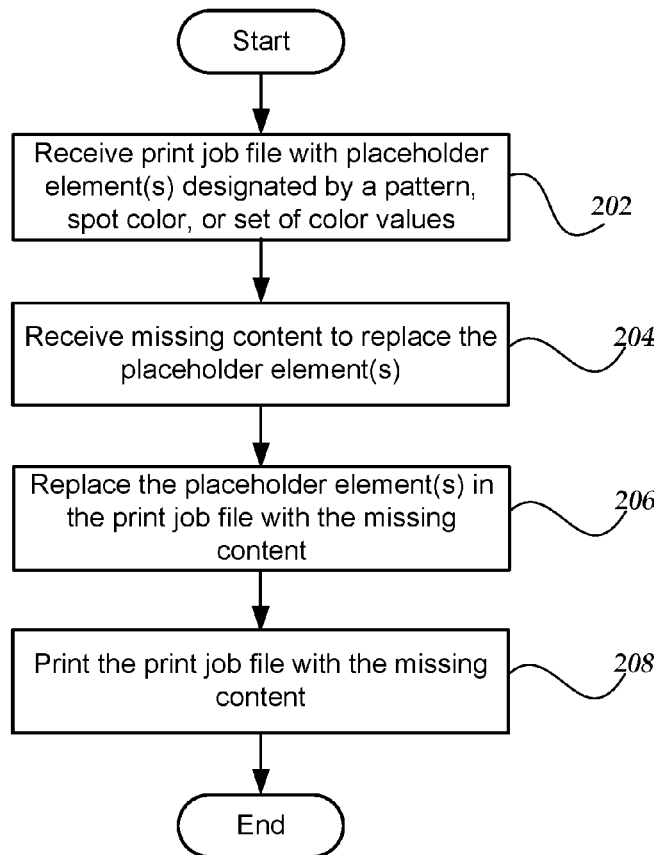 Start
Receive print job file with placeholder
element(s) designated by a pattern,
spot color, or set of color values
202
Receive missing content to replace the
placeholder element(s)
204
Replace the placeholder element(s) in
the print job file with the missing
content
206
Print the print job file with the missing
content
208
End